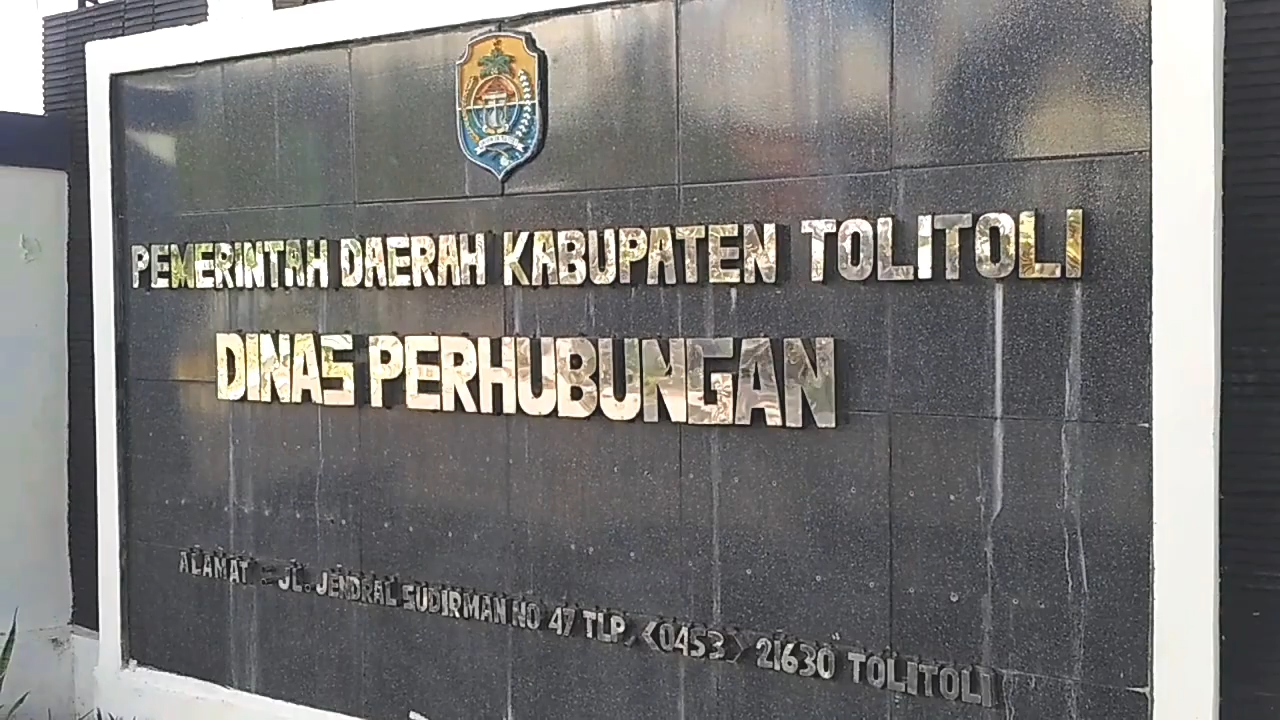 PEMERINTAH DAERAH KABUPATEN TOLITOLI
DINAS PERHUBUNGAN
ALAMAT : JL. JENDRAL SUDIRMAN NO 47 TLP. <0453> 21630 TOLITOLI